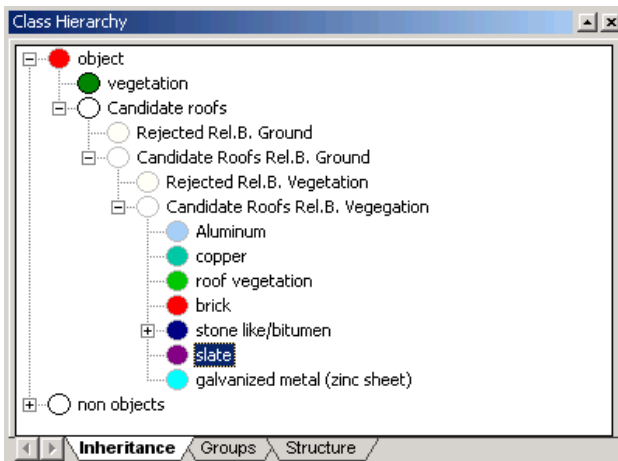 Class Hierarchy
object
vegetation
Candidate roofs
Rejected Rel.B. Ground
Candidate Roofs Rel.B. Ground
Rejected Rel.B. Vegetation
Candidate Roofs Rel.B. Vegegation
Aluminum
copper
roof vegetation
brick
stone like/bitumen
slate
galvanized metal (zinc sheet)
non objects
Inheritance Groups Structure